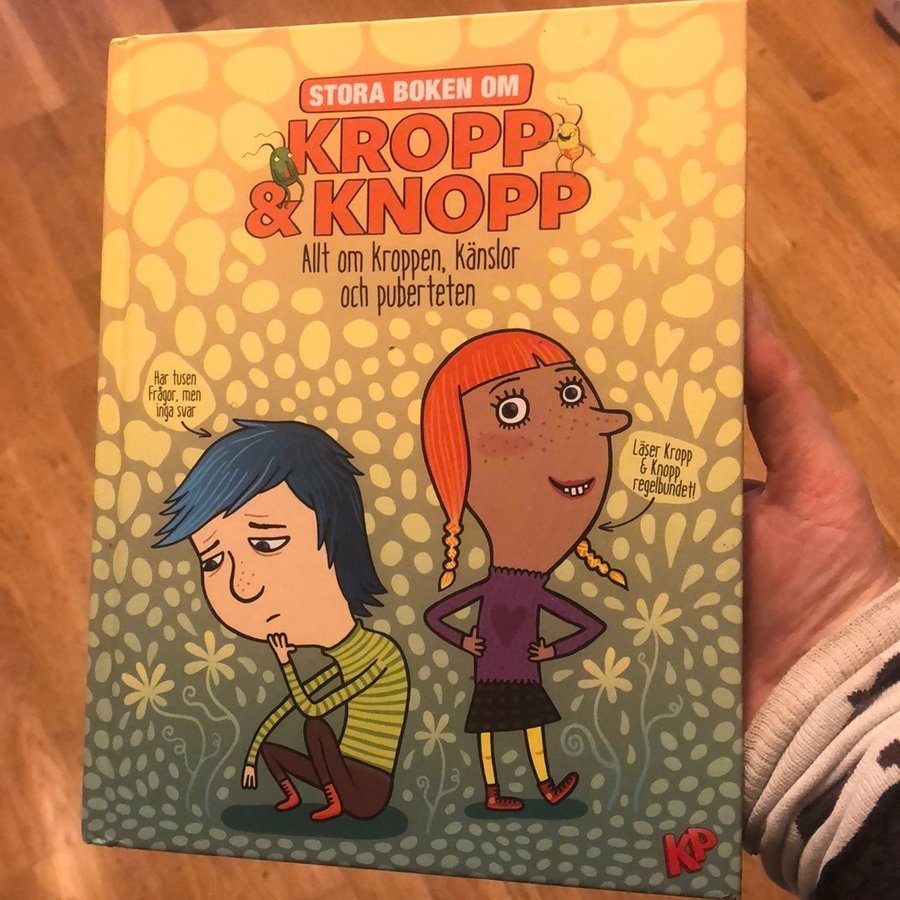 STORA BOKEN OM
KROPP
& KNOPP
Allt om kroppen, känslor
och puberteten
Har tusen
frågor, men
inga svar
Läser Kropp
& Knopp
regelbundet!
KP